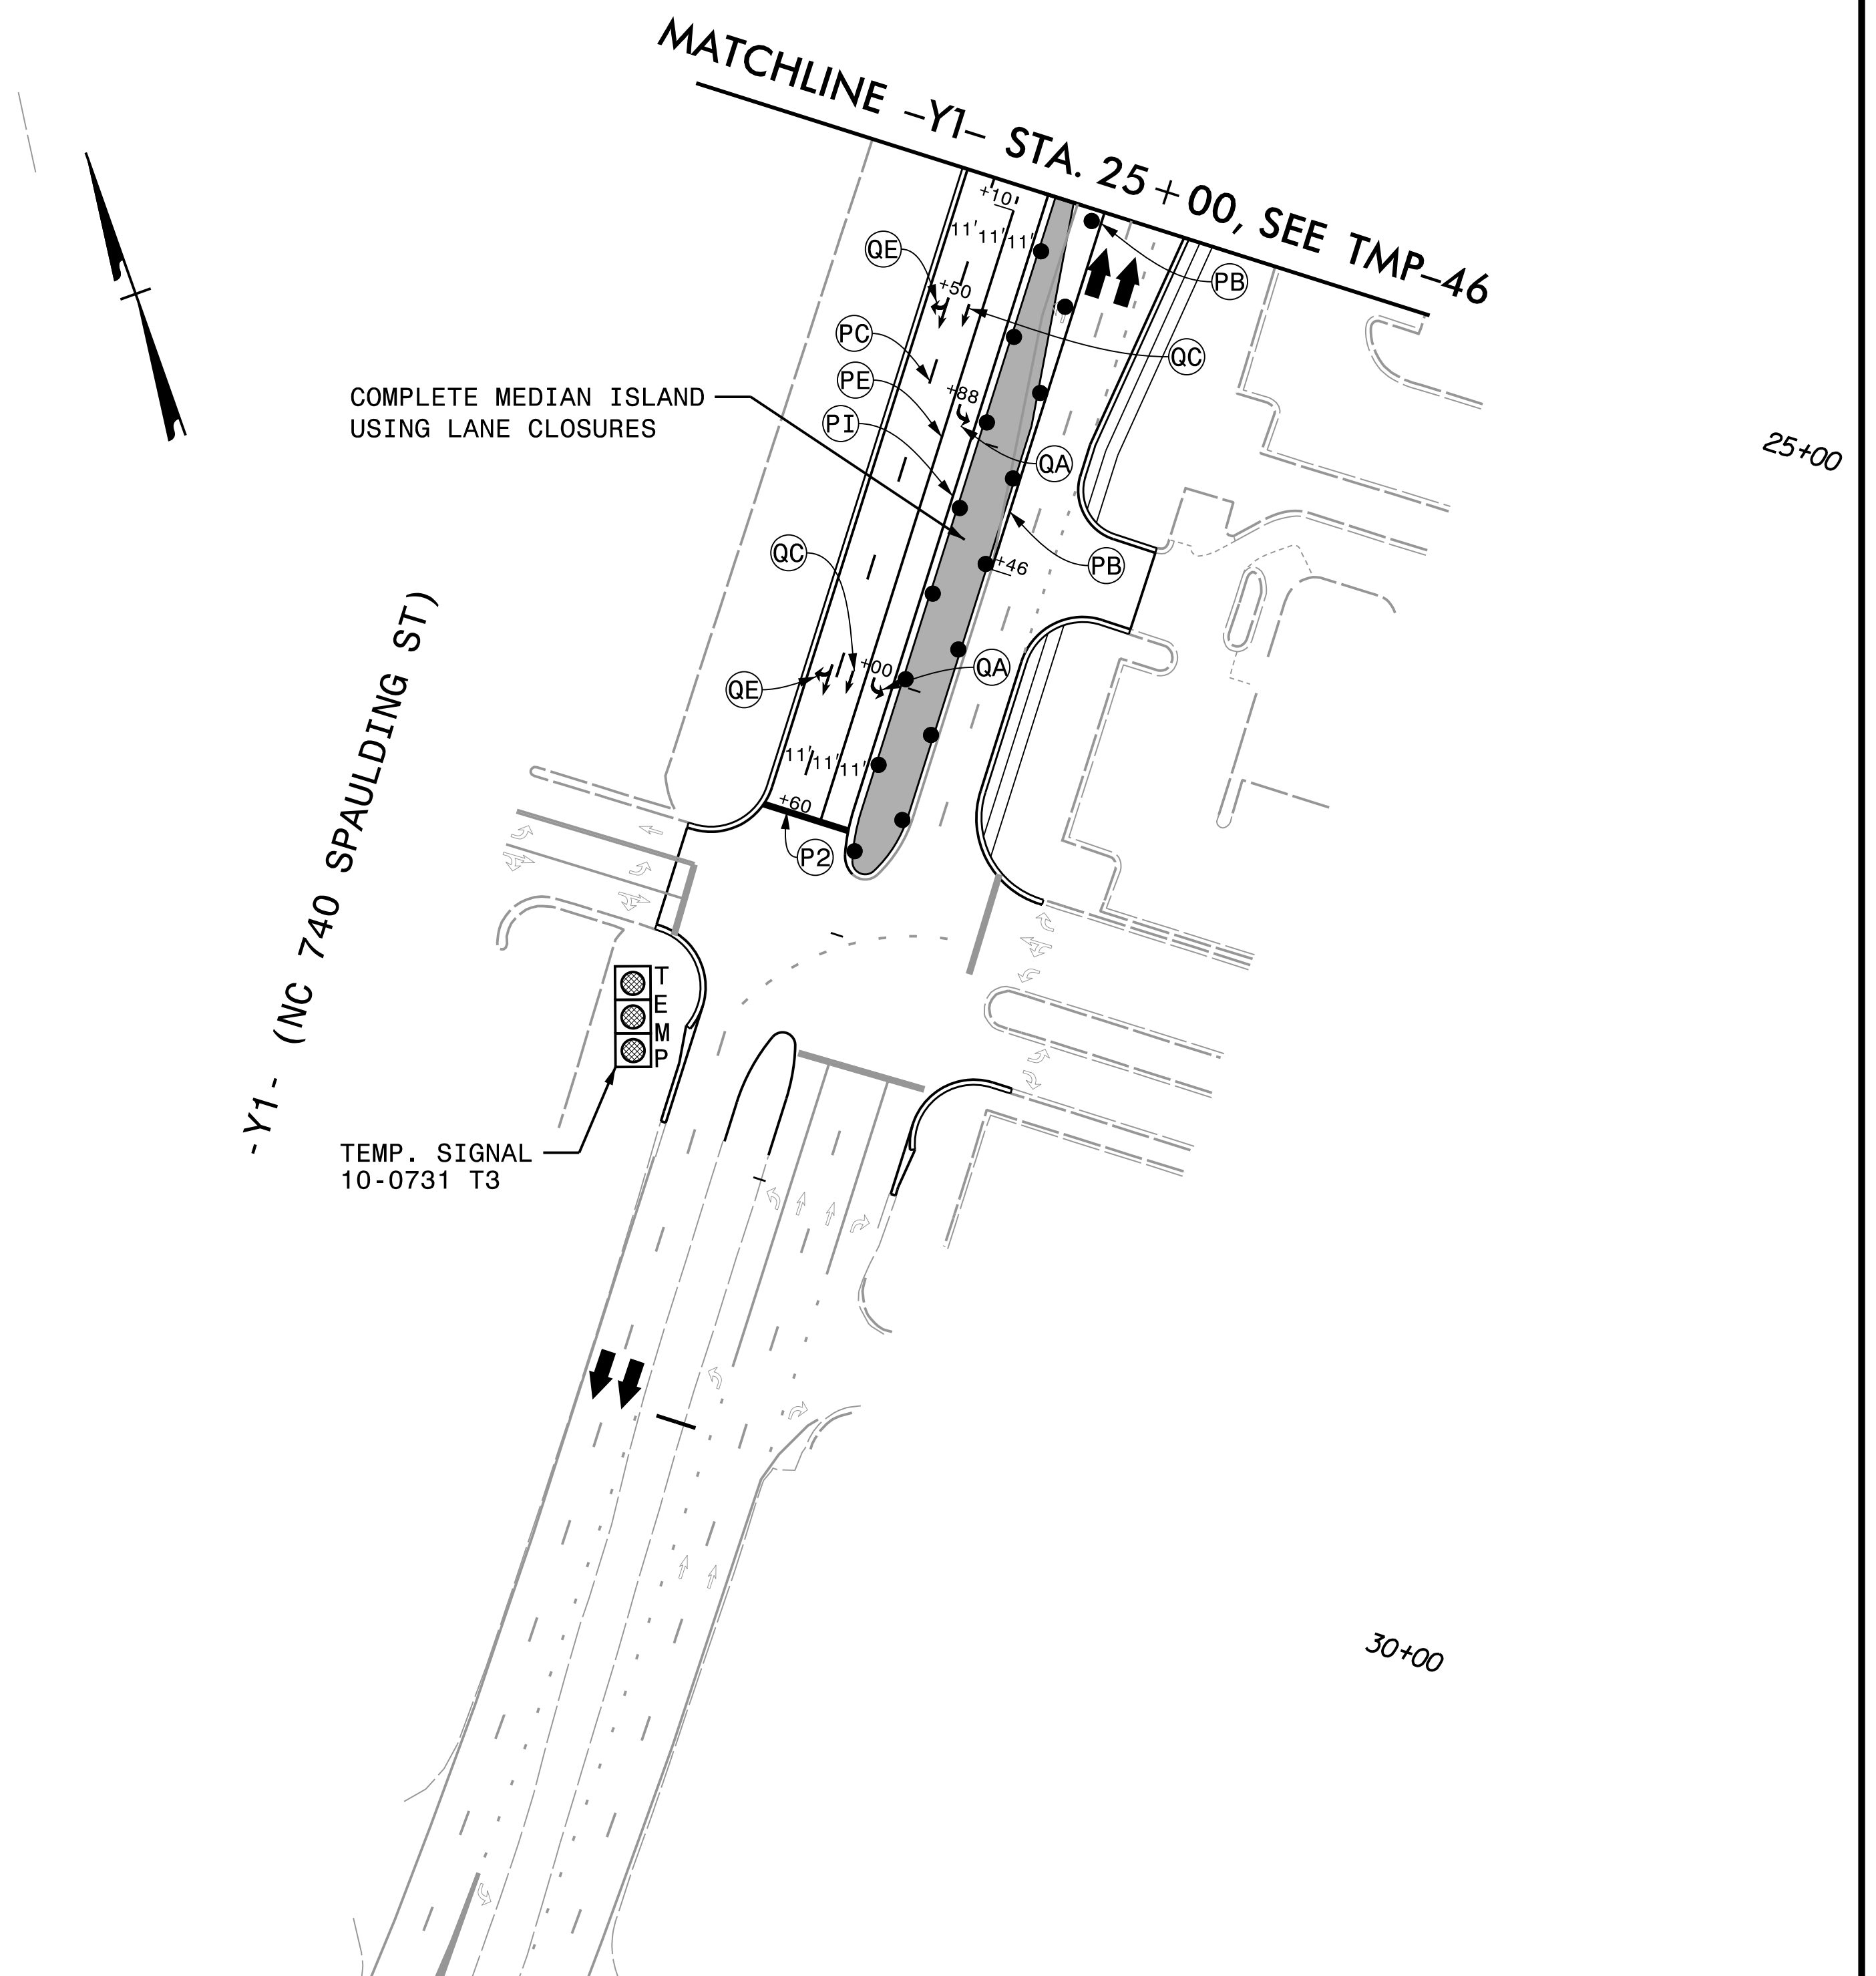 MATCHLINE -Y1- STA. 25+00, SEE TMP-46
+10
11' 11' 11'
QE
PB
+50
PC
QC
PE
+88
COMPLETE MEDIAN ISLAND
USING LANE CLOSURES
PI
25+00
QA
QC
+46
PB
-Y1- (NC 740 SPAULDING ST)
+00
QA
QE
11' 11' 11'
+60
P2
T
E
M
P
TEMP. SIGNAL
10-0731 T3
30+00